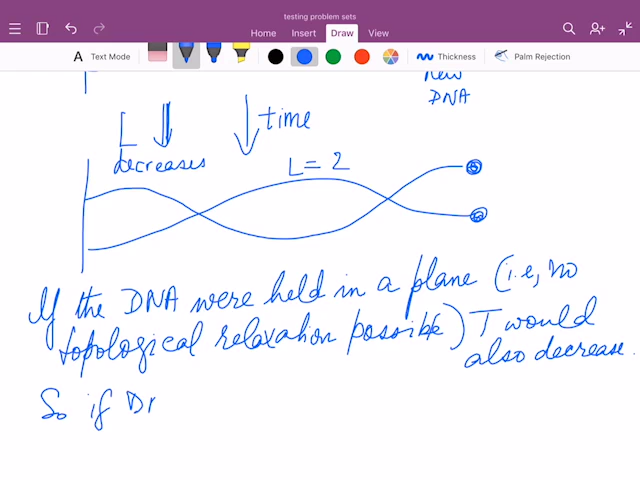 testing problem sets
Home Insert Draw View
A Text Mode Thickness Palm Rejection
new
DNA
L time
decreases
L = 2
If the DNA were held in a plane (i.e, no
topological relaxation possible) T would
also decrease.
So if DN